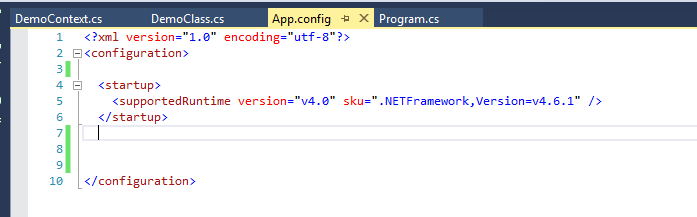 DemoContext.cs DemoClass.cs App.config Program.cs
1 <?xml version="1.0" encoding="utf-8"?>
2 <configuration>
3
4 <startup>
5 <supportedRuntime version="v4.0" sku=".NETFramework,Version=v4.6.1" />
6 </startup>
7
8
9
10 </configuration>